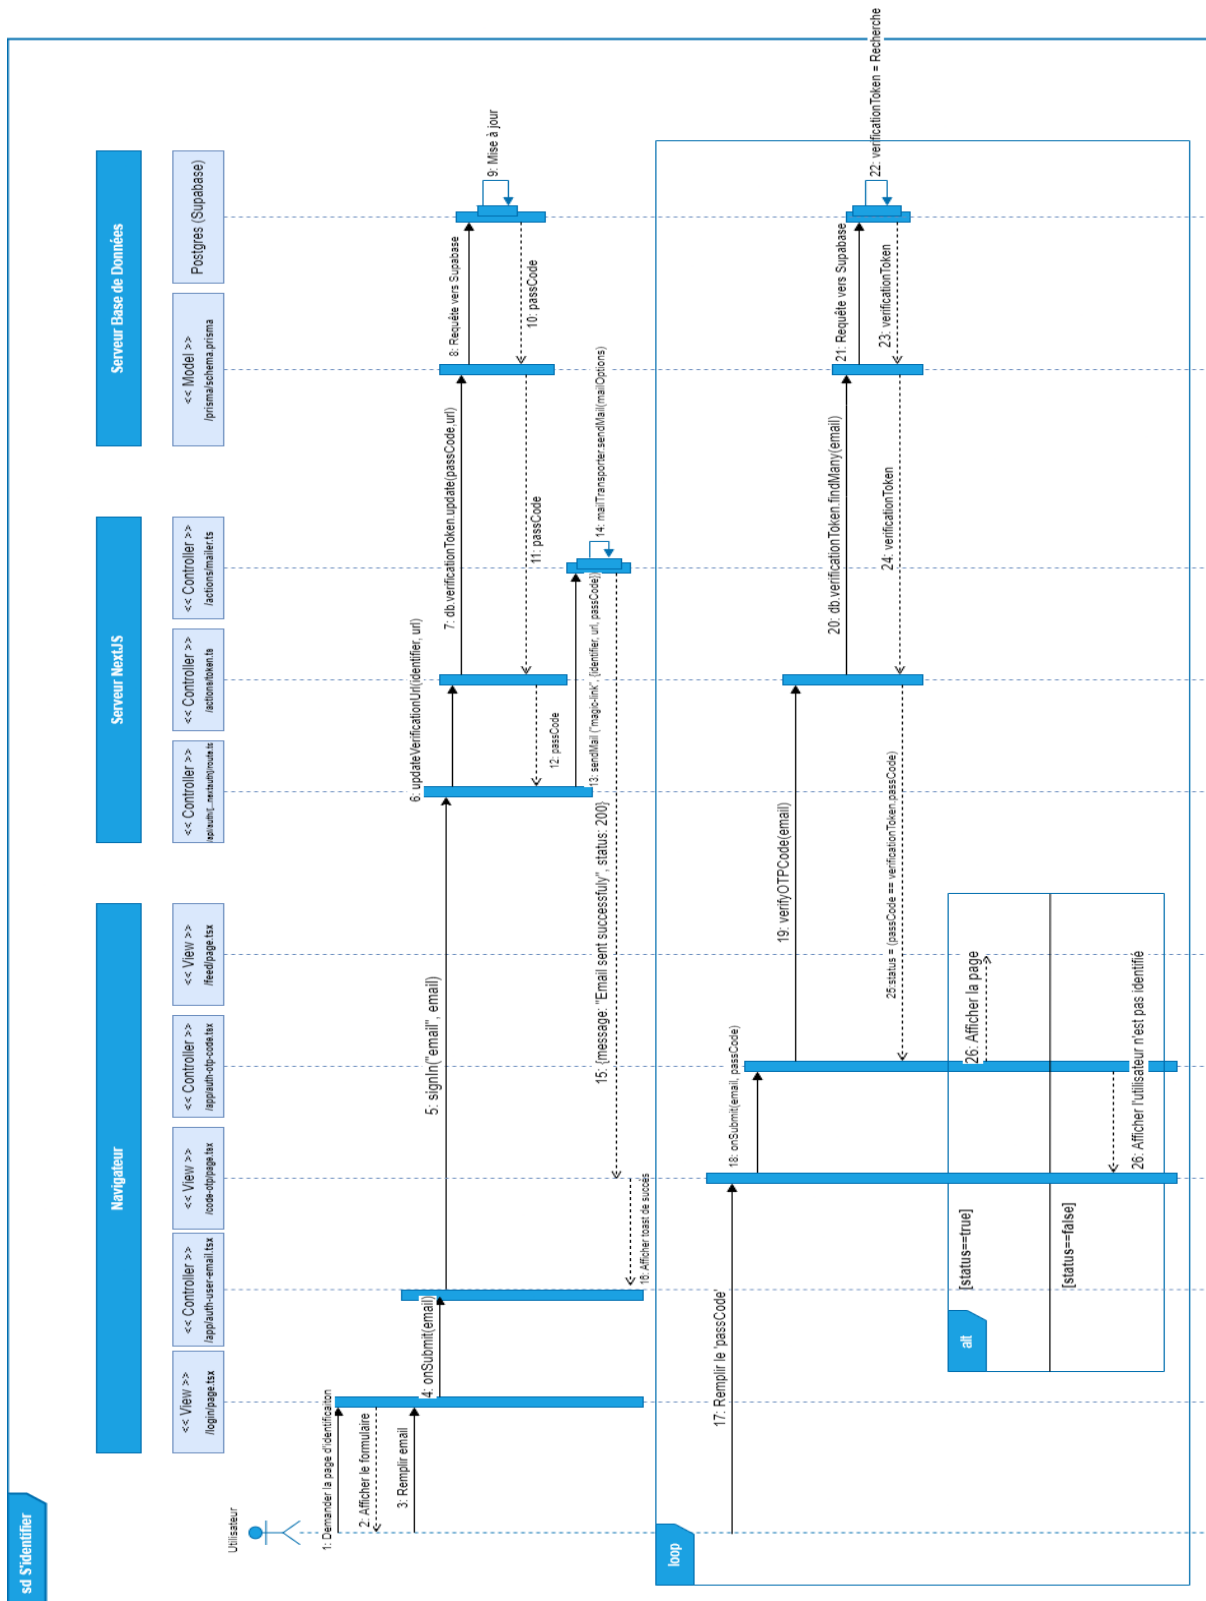 sd S'identifier
Navigateur
Serveur NextJS
Serveur Base de Données
Utilisateur
<< View >>
/login/page.tsx
<< Controller >>
/app/auth-user-email.tsx
<< View >>
/code-otp/page.tsx
<< Controller >>
/app/auth-otp-code.tsx
<< View >>
/feed/page.tsx
<< Controller >>
/api/auth/[...nextauth]/route.ts
<< Controller >>
/actions/token.ts
<< Controller >>
/actions/mailer.ts
<< Model >>
/prisma/schema.prisma
Postgres (Supabase)
1: Demander la page d'identificaiton
2: Afficher le formulaire
3: Remplir email
4: onSubmit(email)
5: signIn("email", email)
6: updateVerificationUrl(identifier, url)
7: db.verificationToken.update(passCode,url)
8: Requête vers Supabase
9: Mise à jour
10: passCode
11: passCode
12: passCode
13: sendMail ("magic-link", {identifier, url, passCode})
14: mailTransporter.sendMail(mailOptions)
15: {message: "Email sent successfuly", status: 200}
16: Afficher toast de succès
loop
17: Remplir le 'passCode'
18: onSubmit(email, passCode)
19: verifyOTPCode(email)
20: db.verificationToken.findMany(email)
21: Requête vers Supabase
22: verificationToken = Recherche
23: verificationToken
24: verificationToken
25:status = (passCode == verificationToken.passCode)
alt
[status==true]
26: Afficher la page
[status==false]
26: Afficher l'utilisateur n'est pas identifié